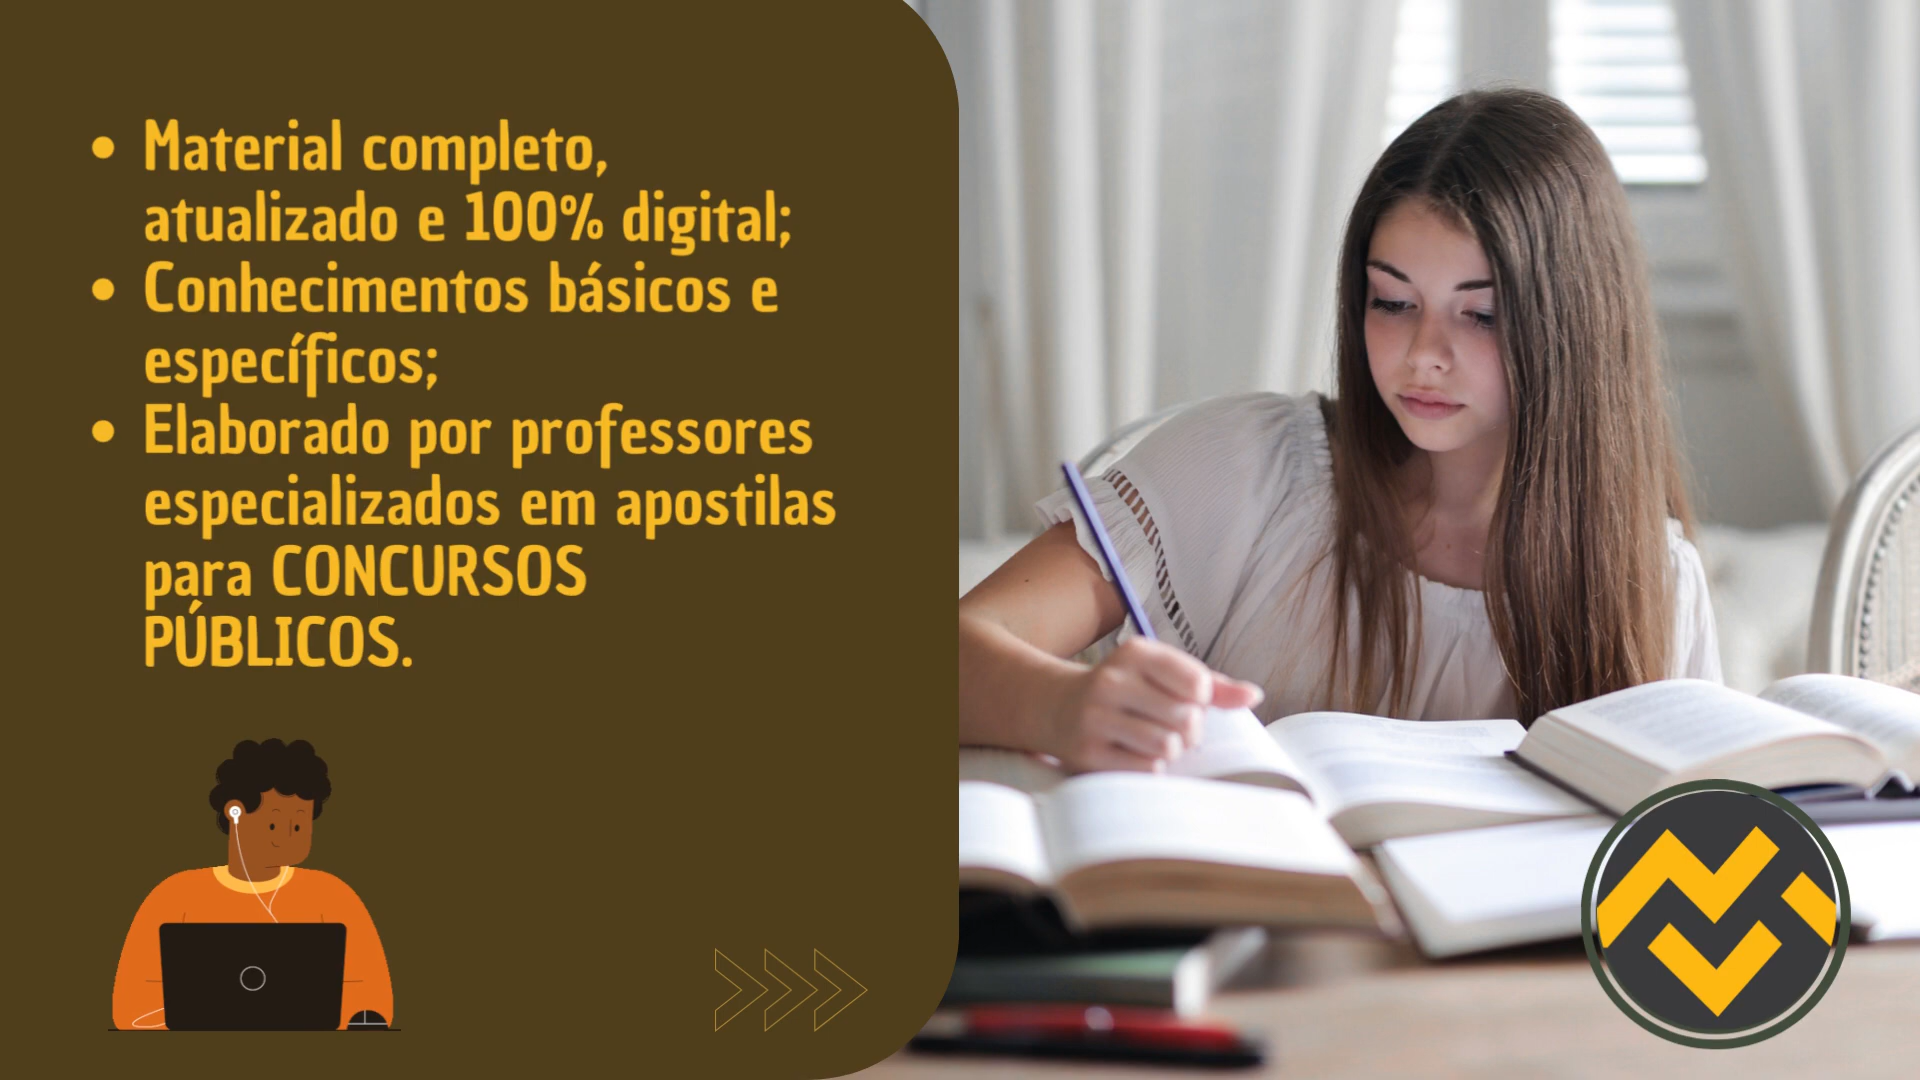 • Material completo,
atualizado e 100% digital;
• Conhecimentos básicos e
específicos;
• Elaborado por professores
especializados em apostilas
para CONCURSOS
PÚBLICOS.